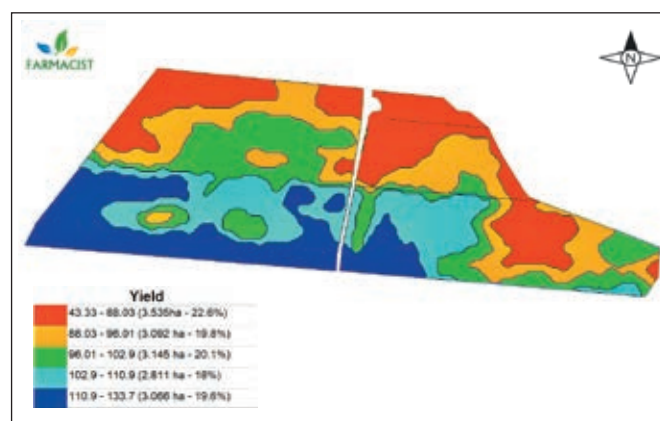 FARMACIST
N
Yield
43.33 - 88.03 (3.535ha - 22.6%)
88.03 - 96.01 (3.092 ha - 19.8%)
96.01 - 102.9 (3.145 ha - 20.1%)
102.9 - 110.9 (2.811 ha - 18%)
110.9 - 133.7 (3.066 ha - 19.6%)